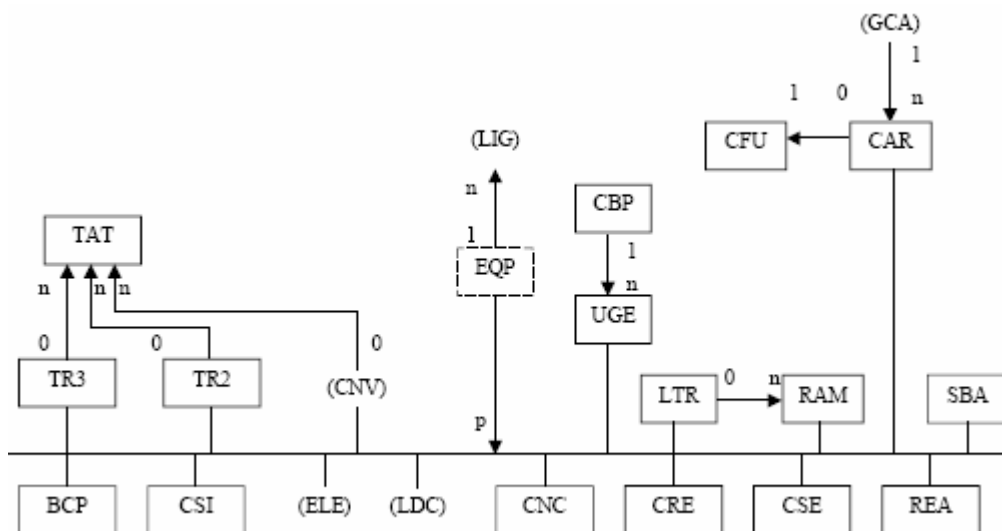 (GCA)
1
1 0 n
CFU CAR
(LIG)
n
CBP
TAT
1 1
EQP
n n n n
UGE
0 0 0
TR3 TR2 (CNV)
0 n
LTR RAM SBA
p
BCP CSI (ELE) (LDC) CNC CRE CSE REA